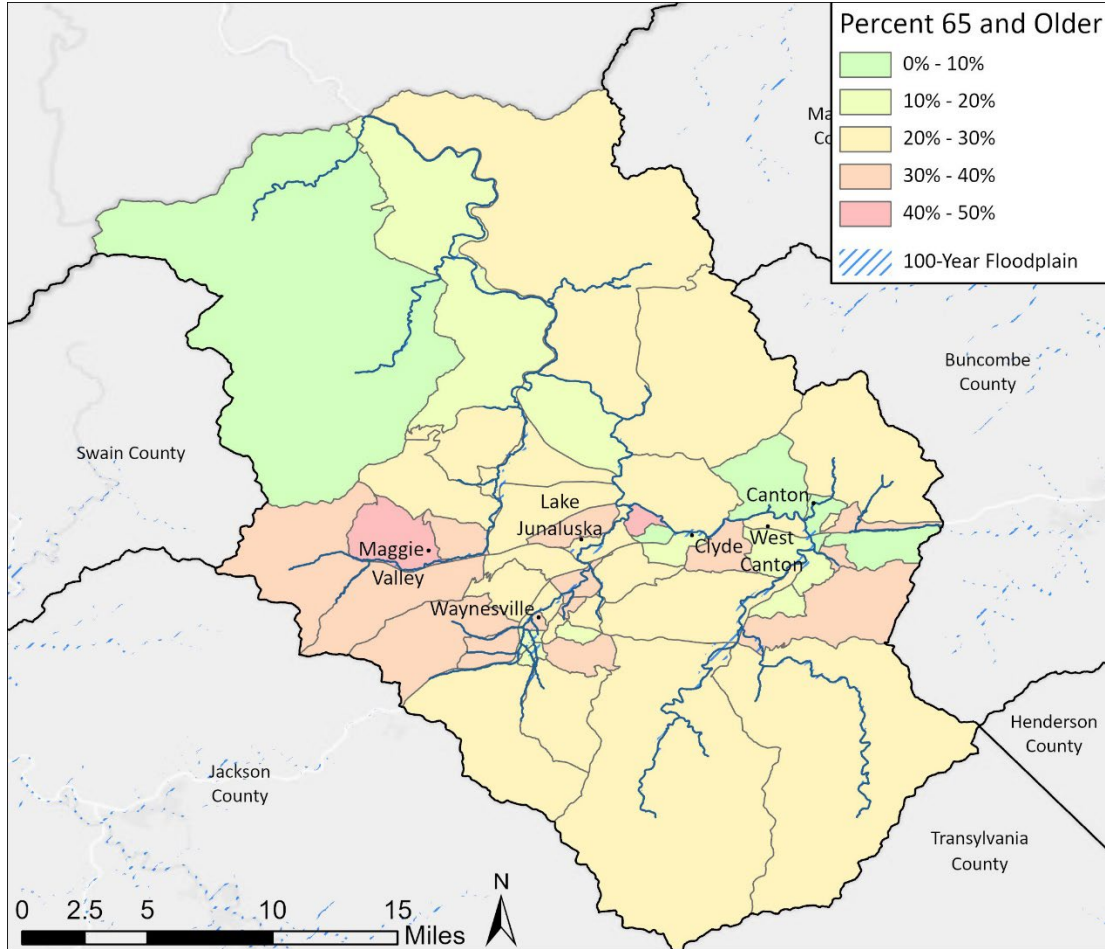 Percent 65 and Older
0% - 10%
10% - 20%
20% - 30%
30% - 40%
40% - 50%
100-Year Floodplain
Ma
Co
Buncombe
County
Swain County
Canton
Lake
Junaluska
West
Canton
Clyde
Maggie
Valley
Waynesville
Henderson
County
Jackson
County
Transylvania
County
N
0 2.5 5 10 15
Miles